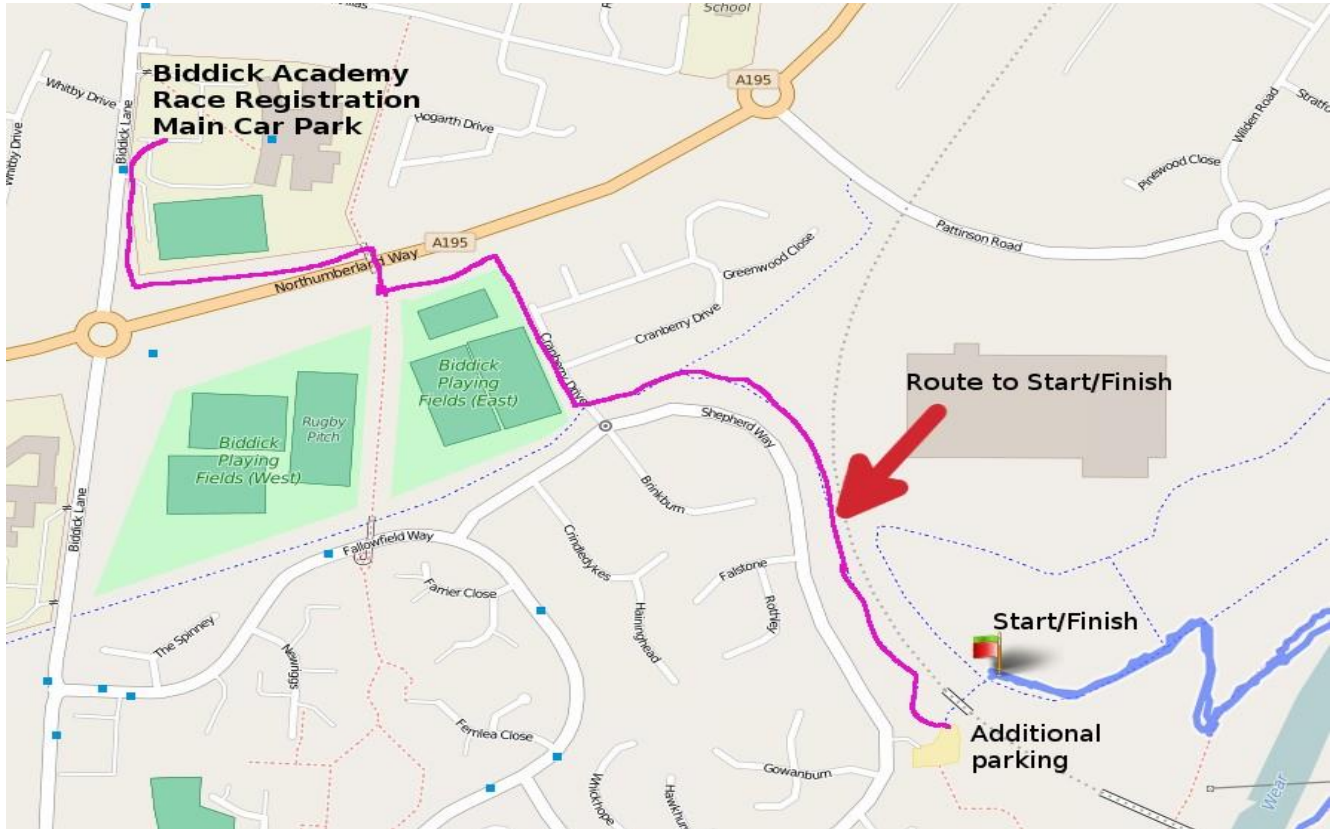 Villas
School
Biddick Academy
Race Registration
Main Car Park
A195
Whitby Drive
Whitby Drive
Biddick Lane
Hogarth Drive
Wilden Road
Pinewood Close
Pattinson Road
A195
Northumberland Way
Greenwood Close
Cranberry Drive
Cranberry Drive
Biddick
Playing
Fields (East)
Route to Start/Finish
Rugby
Pitch
Biddick
Playing
Fields (West)
Shepherd Way
Biddick Lane
Brinkburn
Fallowfield Way
Crindledykes
Falstone
Farrier Close
Haininghead
Rothley
The Spinney
Start/Finish
Newriggs
Fernlea Close
Additional
parking
Gowanburn
Whickhope
Wear